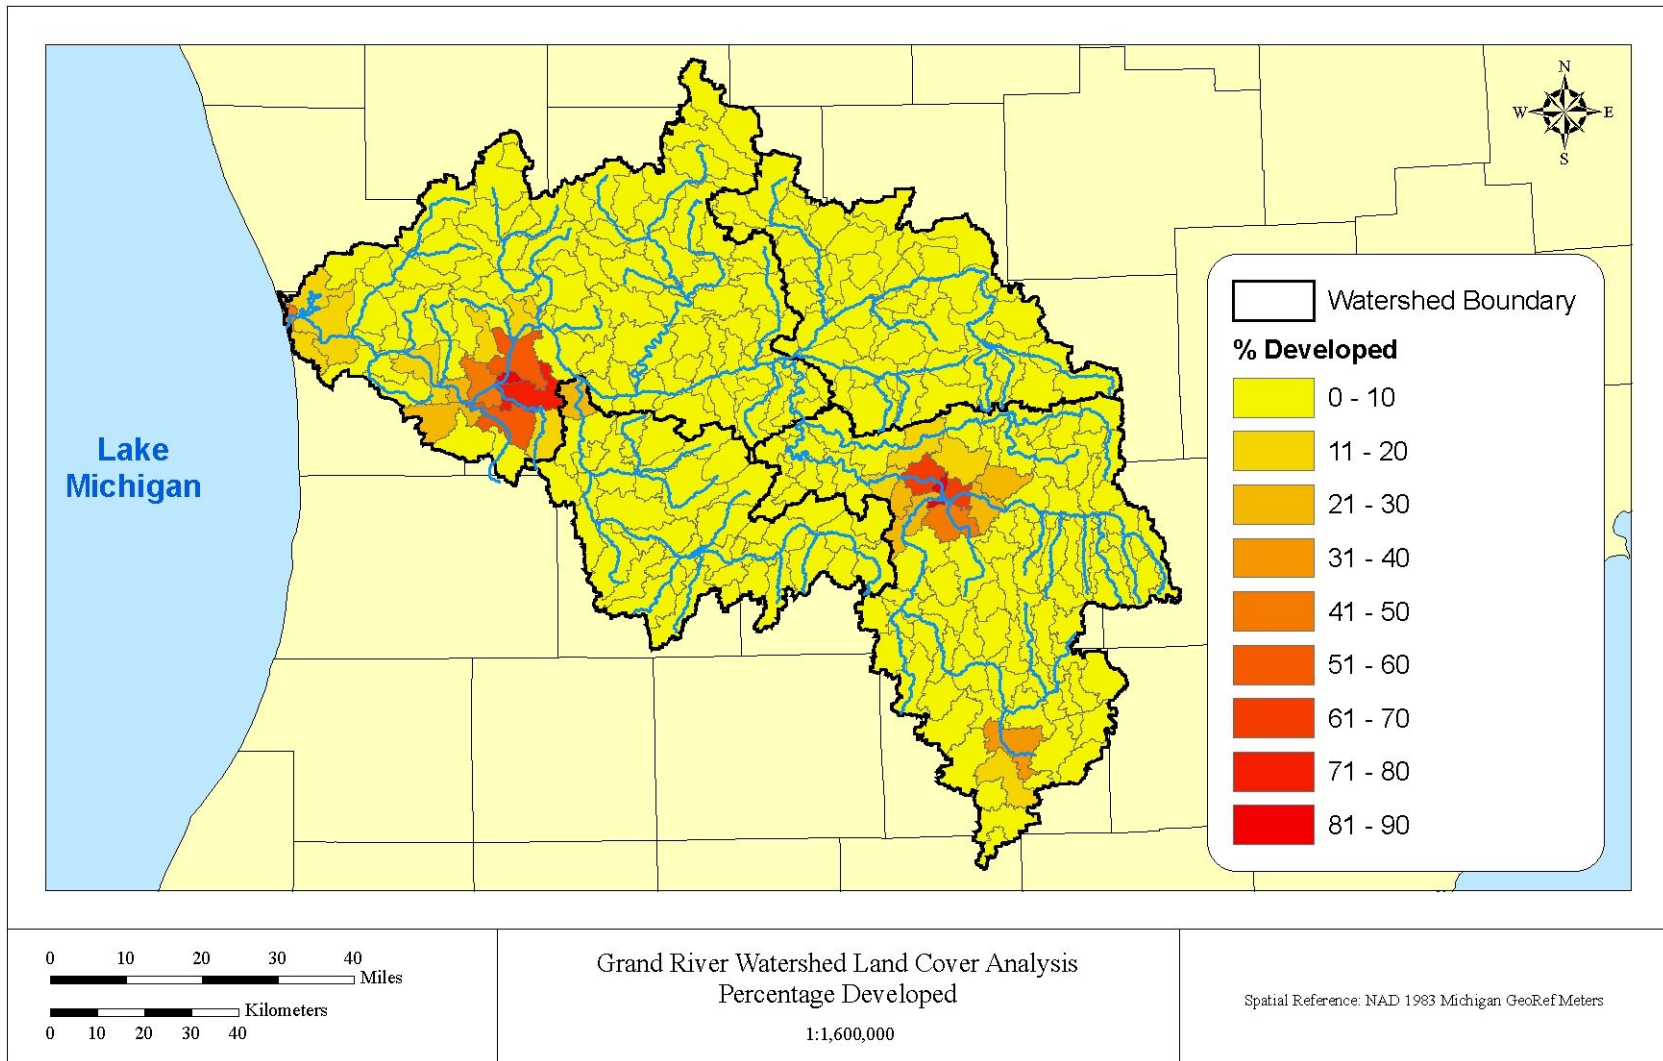 N
W E
S
Lake
Michigan
Watershed Boundary
% Developed
0 - 10
11 - 20
21 - 30
31 - 40
41 - 50
51 - 60
61 - 70
71 - 80
81 - 90
0 10 20 30 40
Miles
Kilometers
0 10 20 30 40
Grand River Watershed Land Cover Analysis
Percentage Developed
1:1,600,000
Spatial Reference: NAD 1983 Michigan GeoRef Meters